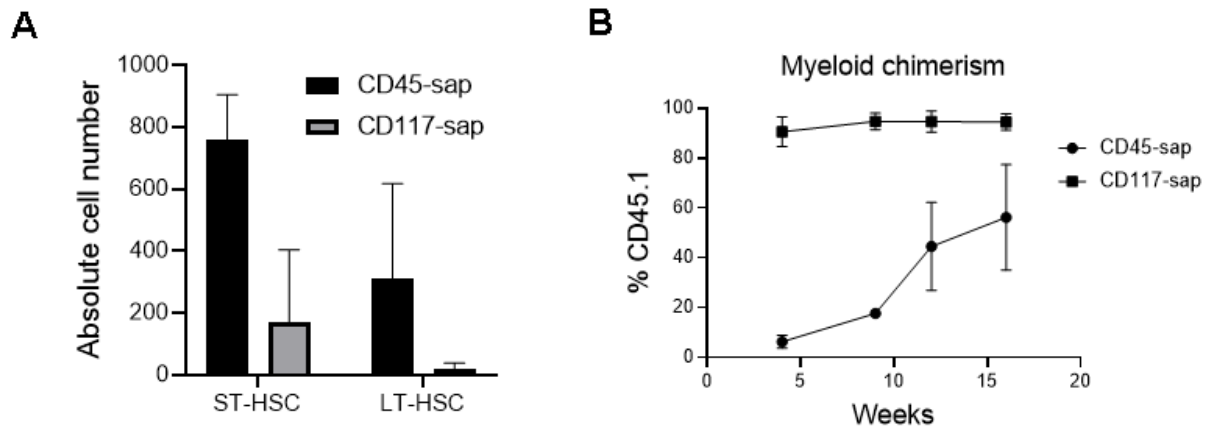 A
Absolute cell number
1000
800
600
400
200
0
CD45-sap
CD117-sap
ST-HSC
LT-HSC
B
Myeloid chimerism
% CD45.1
100
80
60
40
20
0
0
5
10
15
20
Weeks
CD45-sap
CD117-sap